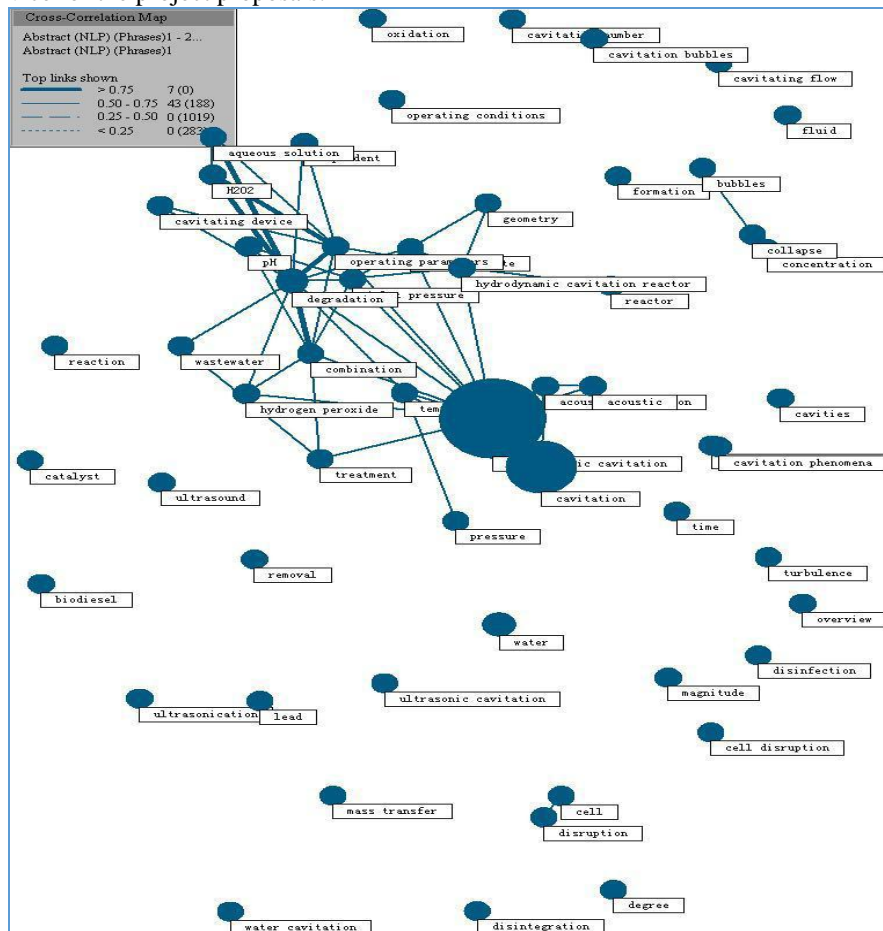 Cross-Correlation Map
Abstract (NLP) (Phrases)1 - 2...
Abstract (NLP) (Phrases)1
Top links shown
> 0.75 7 (0)
0.50 - 0.75 43 (188)
0.25 - 0.50 0 (1019)
< 0.25 0 (283)
oxidation
cavitation bubbles
cavitating flow
operating conditions
fluid
aqueous solution
H2O2
formation
bubbles
cavitating device
geometry
collapse
concentration
pH
operating parameters
hydrodynamic cavitation reactor
pressure
reactor
degradation
reaction
wastewater
combination
hydrogen peroxide
acoustic
cavities
cavitation
cavitation phenomena
treatment
catalyst
ultrasound
time
pressure
removal
turbulence
biodiesel
overview
water
disinfection
magnitude
ultrasonic cavitation
ultrasonication
lead
cell disruption
mass transfer
cell
disruption
degree
water cavitation
disintegration